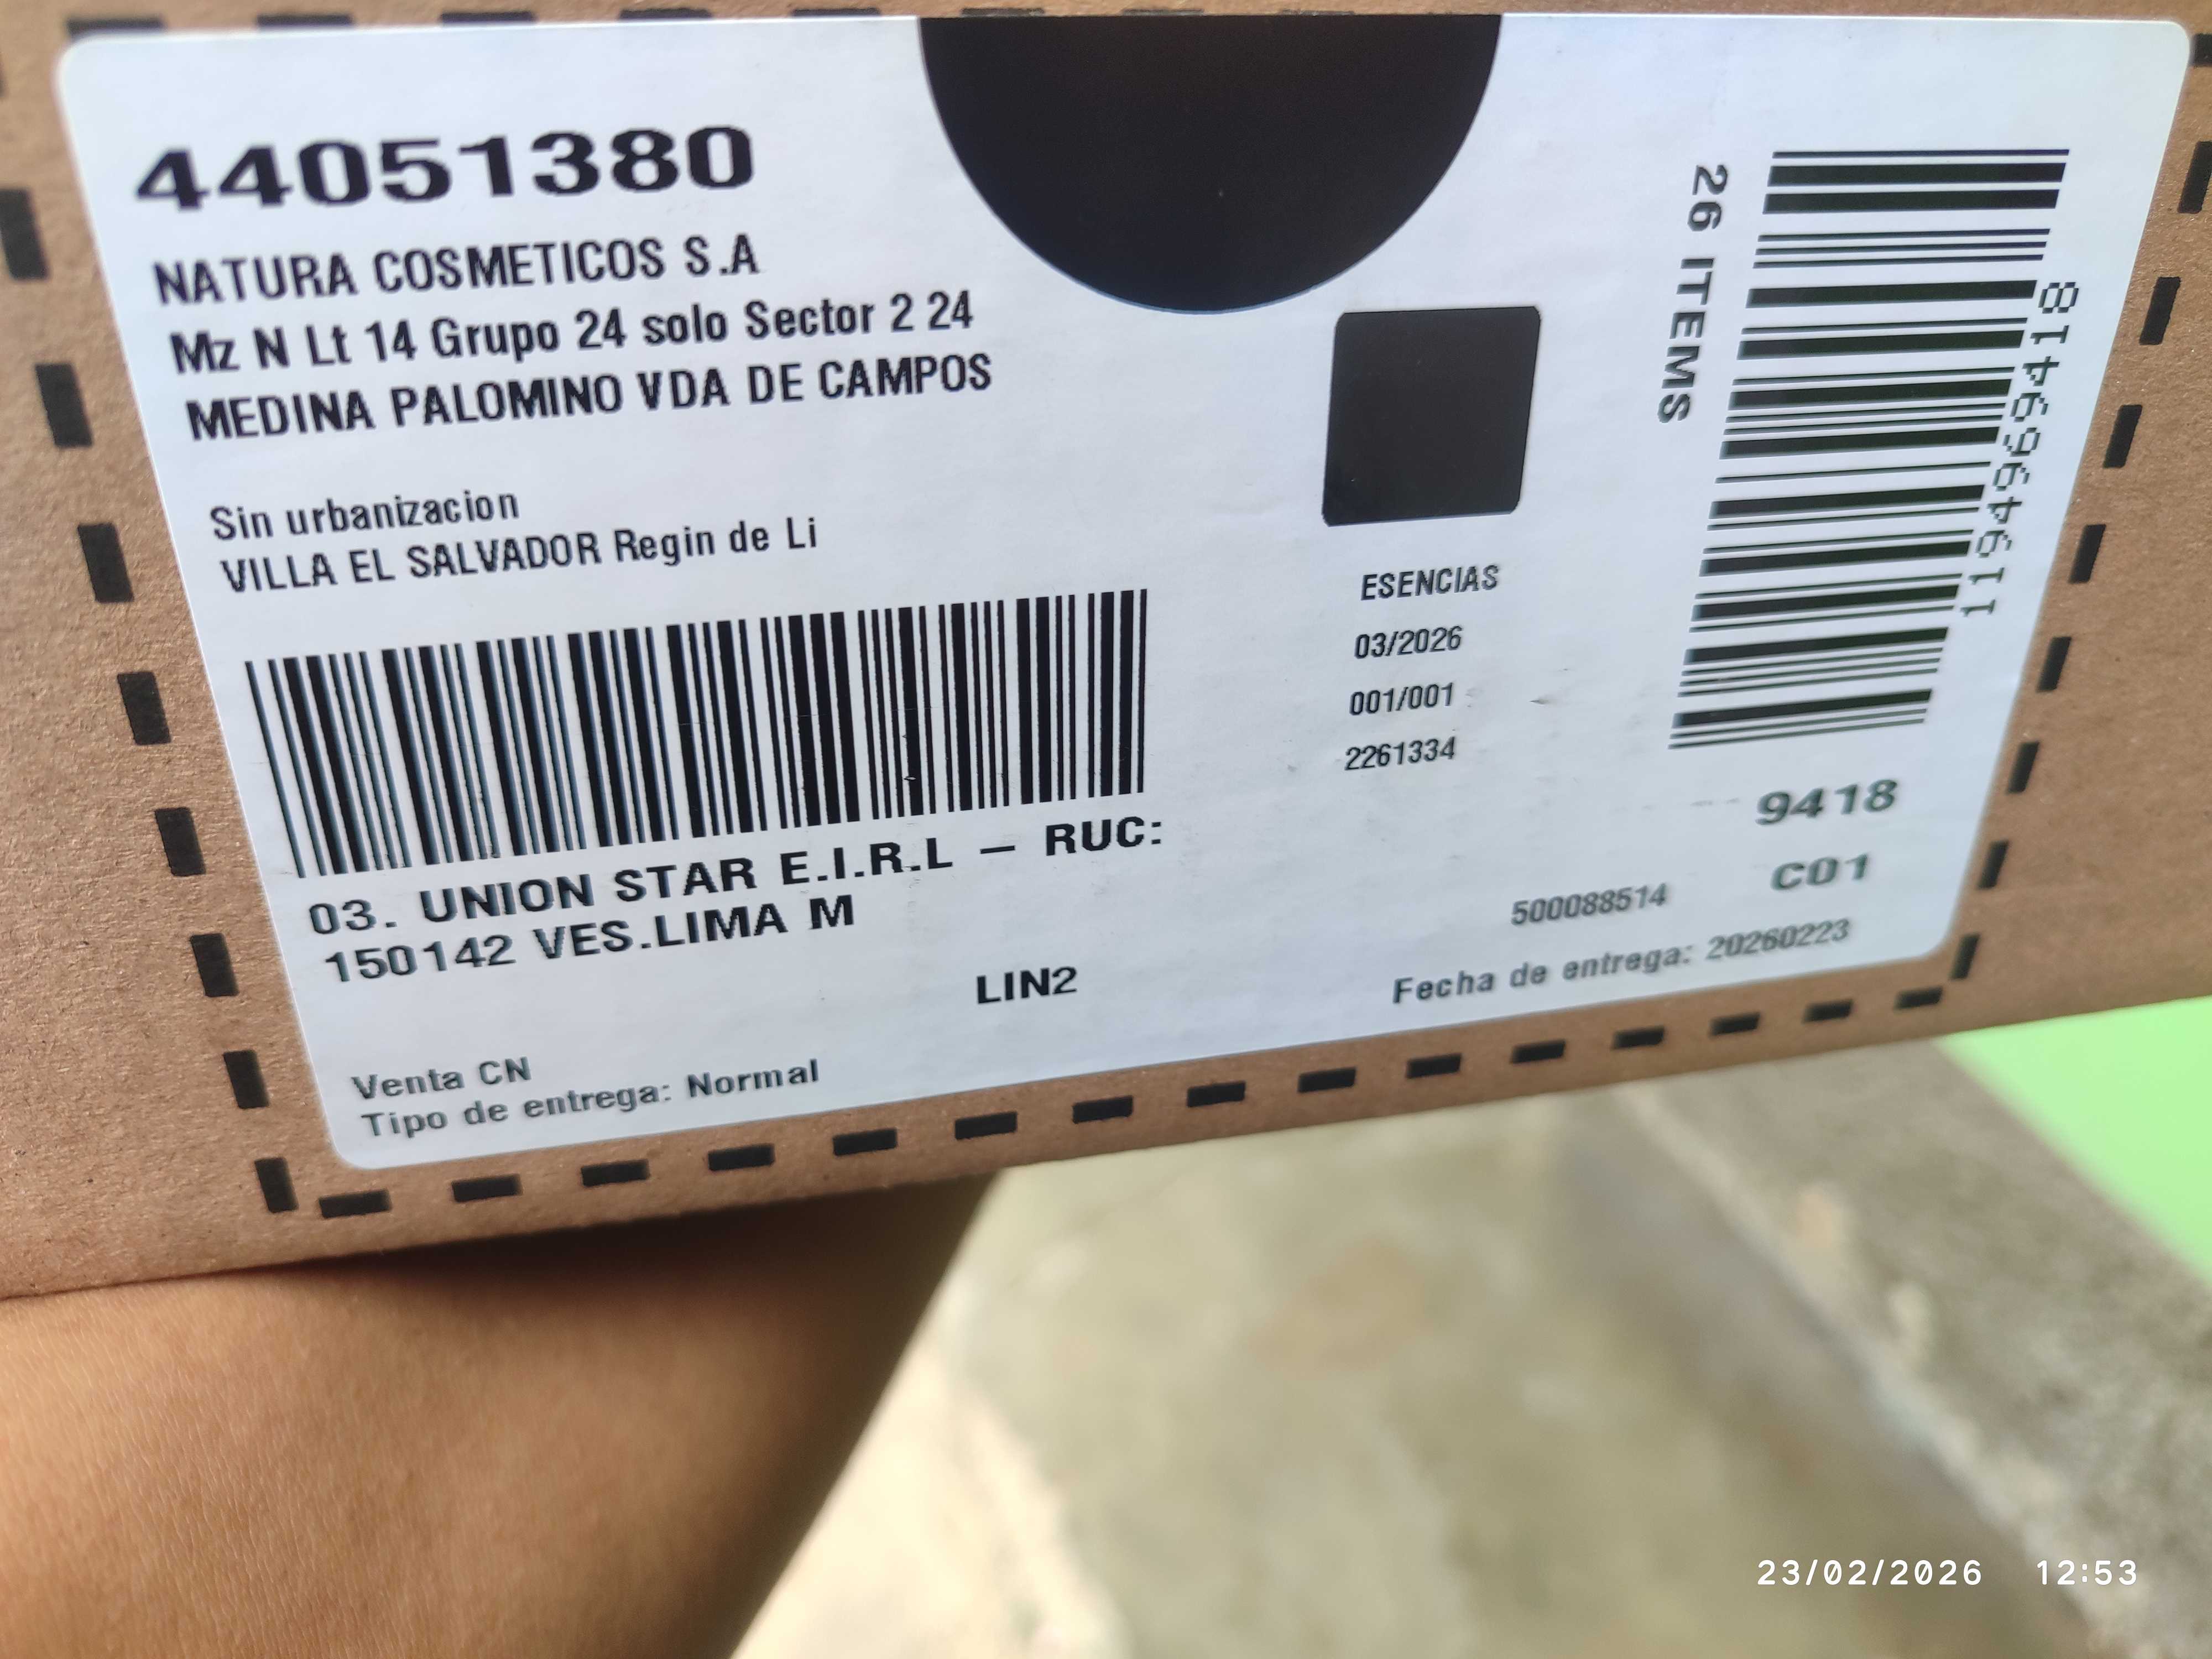 44051380
NATURA COSMETICOS S.A
Mz N Lt 14 Grupo 24 solo Sector 2 24
MEDINA PALOMINO VDA DE CAMPOS
Sin urbanizacion
VILLA EL SALVADOR Regin de Li
03. UNION STAR E.I.R.L – RUC:
150142 VES.LIMA M
LIN2
Venta CN
Tipo de entrega: Normal
ESENCIAS
03/2026
001/001
2261334
26 ITEMS
81496964611
9418
C01
500088514
Fecha de entrega: 20260223
23/02/2026 12:53